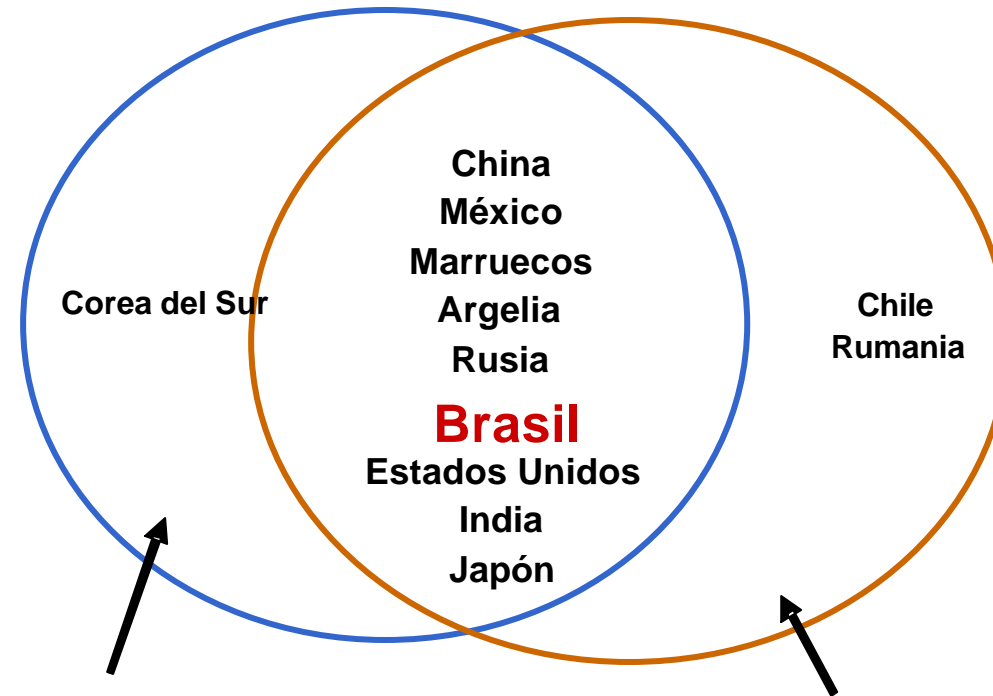 China
México
Marruecos
Corea del Sur
Argelia
Rusia
Chile
Rumania
Brasil
Estados Unidos
India
Japón